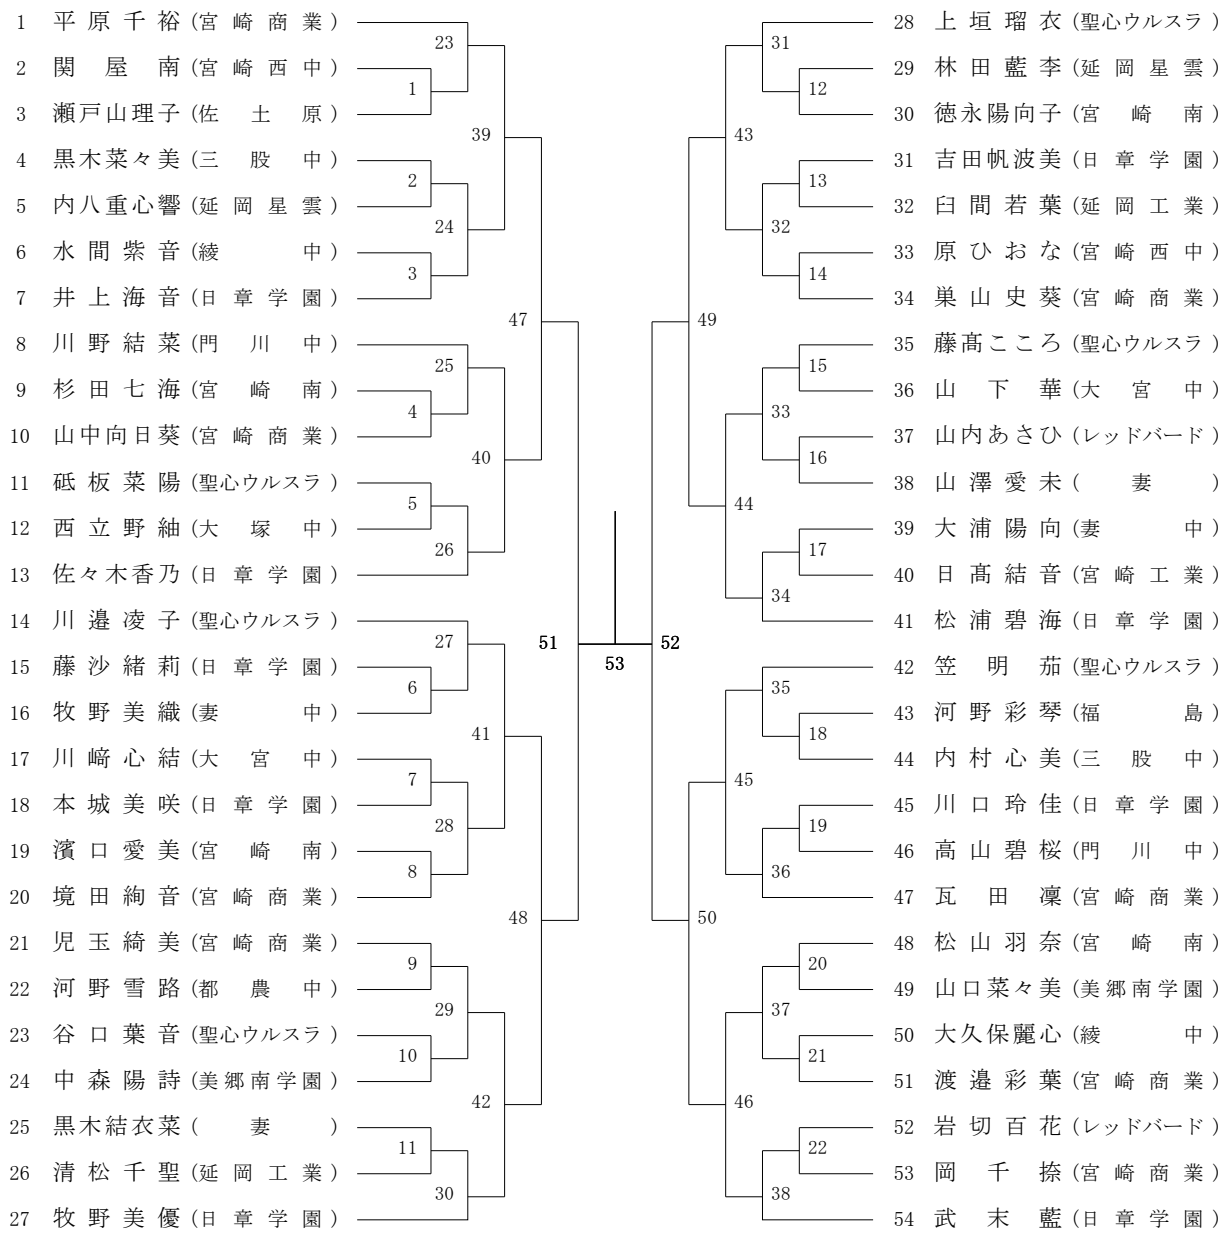 1 平原千裕 (宮崎商業)
2 関屋南 (宮崎西中)
3 瀬戸山理子 (佐土原)
4 黒木菜々美 (三股中)
5 内八重心響 (延岡星雲)
6 水間紫音 (綾中)
7 井上海音 (日章学園)
8 川野結菜 (門川中)
9 杉田七海 (宮崎南)
10 山中向日葵 (宮崎商業)
11 砥板菜陽 (聖心ウルスラ)
12 西立野紬 (大塚中)
13 佐々木香乃 (日章学園)
14 川邉凌子 (聖心ウルスラ)
15 藤沙緒莉 (日章学園)
16 牧野美織 (妻中)
17 川﨑心結 (大宮中)
18 本城美咲 (日章学園)
19 濱口愛美 (宮崎南)
20 境田絢音 (宮崎商業)
21 児玉綺美 (宮崎商業)
22 河野雪路 (都農中)
23 谷口葉音 (聖心ウルスラ)
24 中森陽詩 (美郷南学園)
25 黒木結衣菜 (妻)
26 清松千聖 (延岡工業)
27 牧野美優 (日章学園)
23
1
39
2
24
3
47
25
4
40
5
26
51
27
6
41
7
28
8
48
9
29
10
42
11
30
53
31
12
43
13
32
14
49
15
33
16
44
17
34
52
35
18
45
19
36
50
20
37
21
46
22
38
28 上垣瑠衣 (聖心ウルスラ)
29 林田藍李 (延岡星雲)
30 徳永陽向子 (宮崎南)
31 吉田帆波美 (日章学園)
32 臼間若葉 (延岡工業)
33 原ひおな (宮崎西中)
34 巣山史葵 (宮崎商業)
35 藤髙こころ (聖心ウルスラ)
36 山下華 (大宮中)
37 山内あさひ (レッドバード)
38 山澤愛未 (妻)
39 大浦陽向 (妻中)
40 日髙結音 (宮崎工業)
41 松浦碧海 (日章学園)
42 笠明茄 (聖心ウルスラ)
43 河野彩琴 (福島)
44 内村心美 (三股中)
45 川口玲佳 (日章学園)
46 高山碧桜 (門川中)
47 瓦田凜 (宮崎商業)
48 松山羽奈 (宮崎南)
49 山口菜々美 (美郷南学園)
50 大久保麗心 (綾中)
51 渡邉彩葉 (宮崎商業)
52 岩切百花 (レッドバード)
53 岡千捺 (宮崎商業)
54 武末藍 (日章学園)